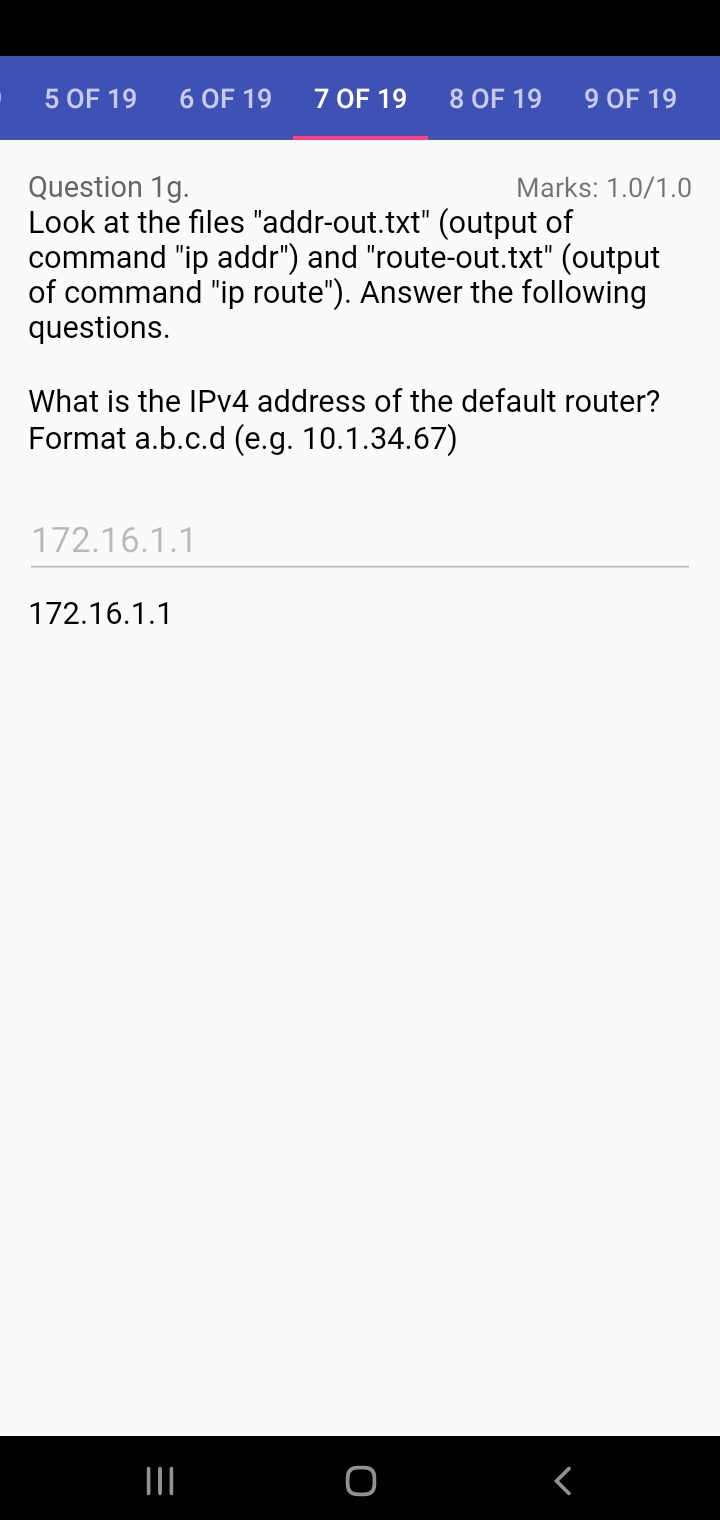 5 OF 19 6 OF 19 7 OF 19 8 OF 19 9 OF 19
Question 1g. Marks: 1.0/1.0
Look at the files "addr-out.txt" (output of
command "ip addr") and "route-out.txt" (output
of command "ip route"). Answer the following
questions.
What is the IPv4 address of the default router?
Format a.b.c.d (e.g. 10.1.34.67)
172.16.1.1
172.16.1.1